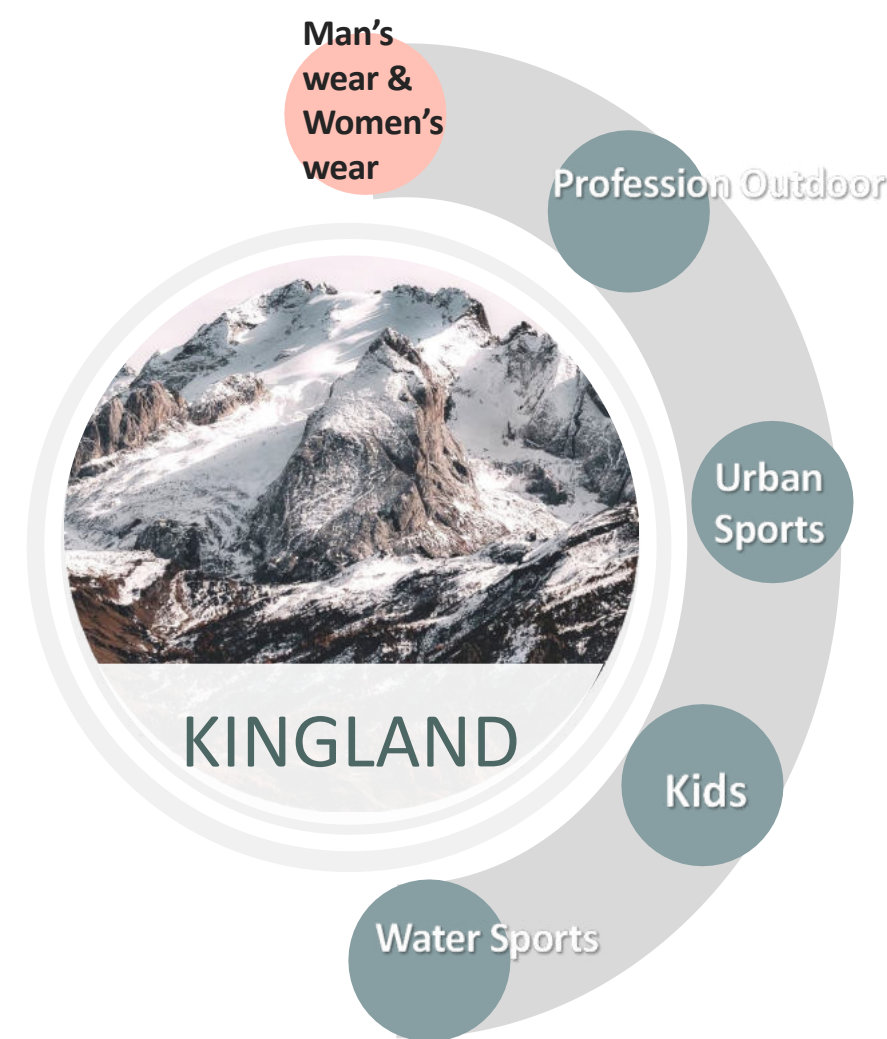 Man's
wear &
Women's
wear
Profession Outdoor
Urban
Sports
Kids
KINGLAND
Water Sports